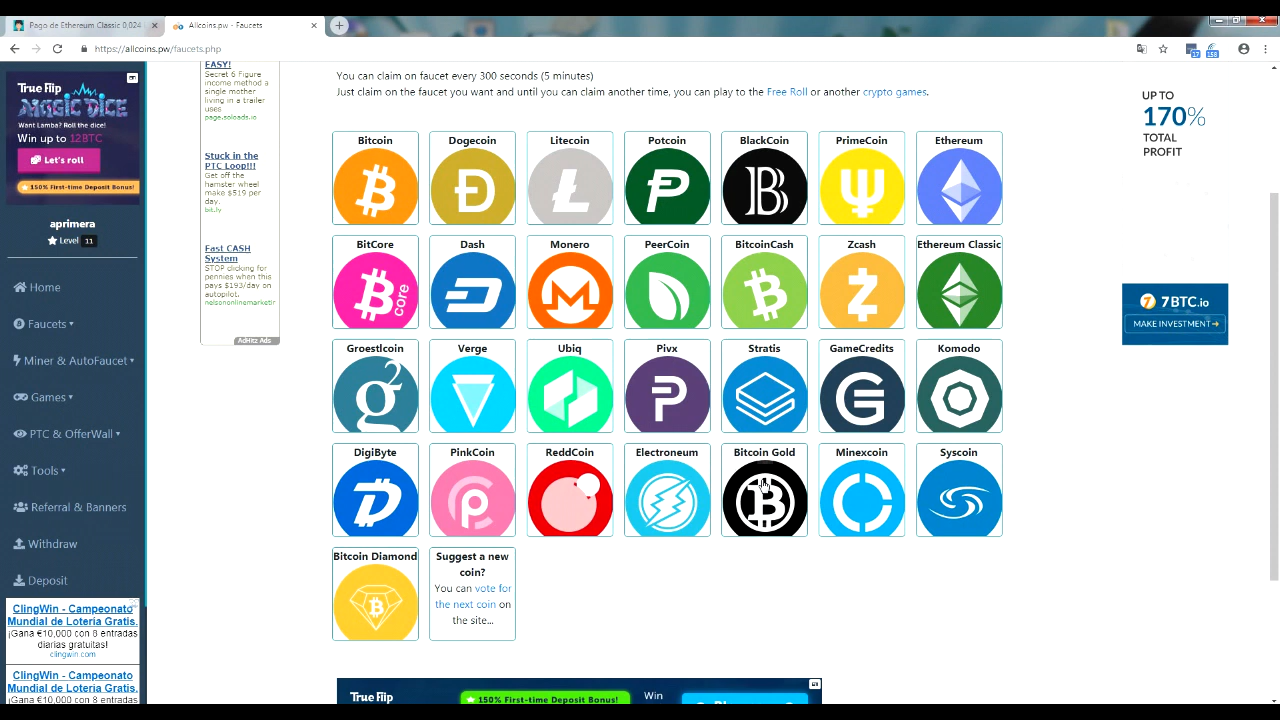 Pago de Ethereum Classic 0,024
Allcoins.pw - Faucets
https://allcoins.pw/faucets.php
17
158
True Flip
MAGIC DICE
Want Lamba? Roll the dice!
Win up to 12BTC
Let's roll
150% First-time Deposit Bonus!
aprimera
Level 11
Home
Faucets
Miner & AutoFaucet
Games
PTC & OfferWall
Tools
Referral & Banners
Withdraw
Deposit
ClingWin - Campeonato
Mundial de Loteria Gratis.
¡Gana €10,000 con 8 entradas
diarias gratuitas!
clingwin.com
ClingWin - Campeonato
Mundial de Loteria Gratis.
¡Gana €10,000 con 8 entradas
EASY!
Secret 6 Figure
income method a
single mother
living in a trailer
uses
page.soloads.io
Stuck in the
PTC Loop!!!
Get off the
hamster wheel
make $519 per
day.
bit.ly
Fast CASH
System
STOP clicking for
pennies when this
pays $193/day on
autopilot.
nelsononlinemarketir
AdHitz Ads
You can claim on faucet every 300 seconds (5 minutes)
Just claim on the faucet you want and until you can claim another time, you can play to the Free Roll or another crypto games.
Bitcoin Dogecoin Litecoin Potcoin BlackCoin PrimeCoin Ethereum
BitCore Dash Monero PeerCoin BitcoinCash Zcash Ethereum Classic
core
Groestlcoin Verge Ubiq Pivx Stratis GameCredits Komodo
DigiByte PinkCoin ReddCoin Electroneum Bitcoin Gold Minexcoin Syscoin
Bitcoin Diamond
Suggest a new
coin?
You can vote for
the next coin on
the site...
UP TO
170%
TOTAL
PROFIT
7BTC.io
MAKE INVESTMENT
True Flip
150% First-time Deposit Bonus!
Win